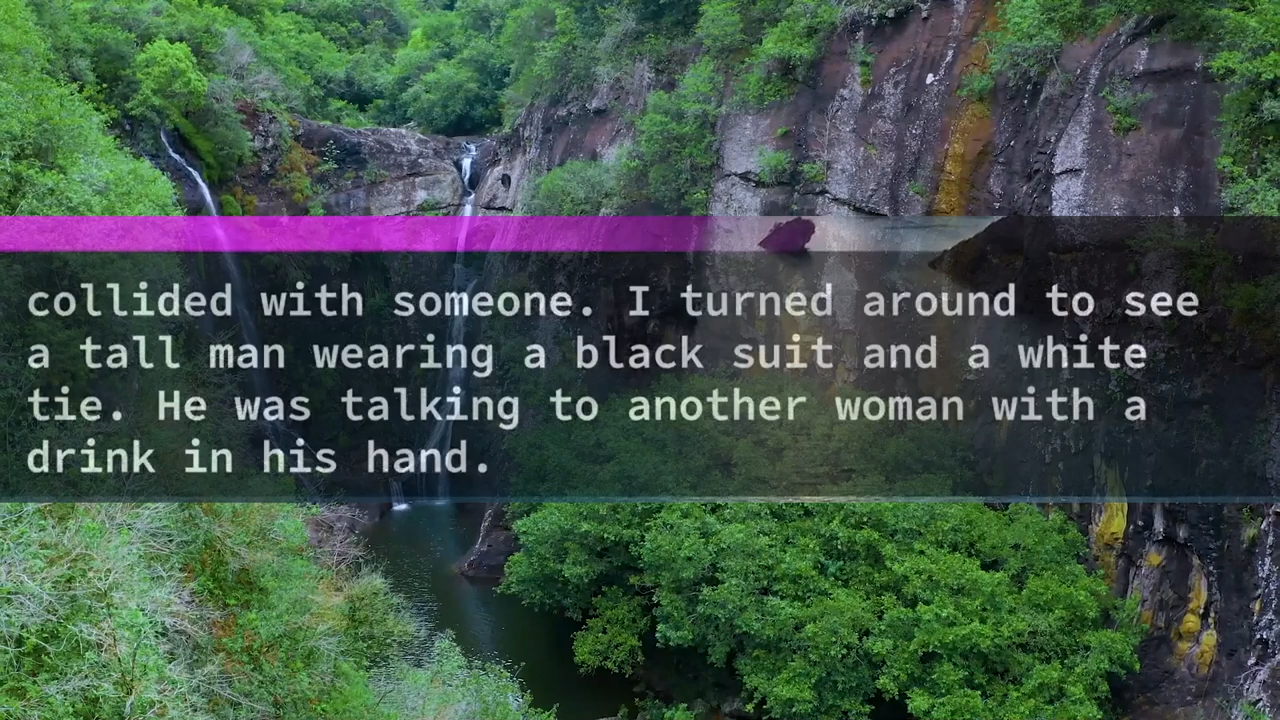 collided with someone. I turned around to see
a tall man wearing a black suit and a white
tie. He was talking to another woman with a
drink in his hand.